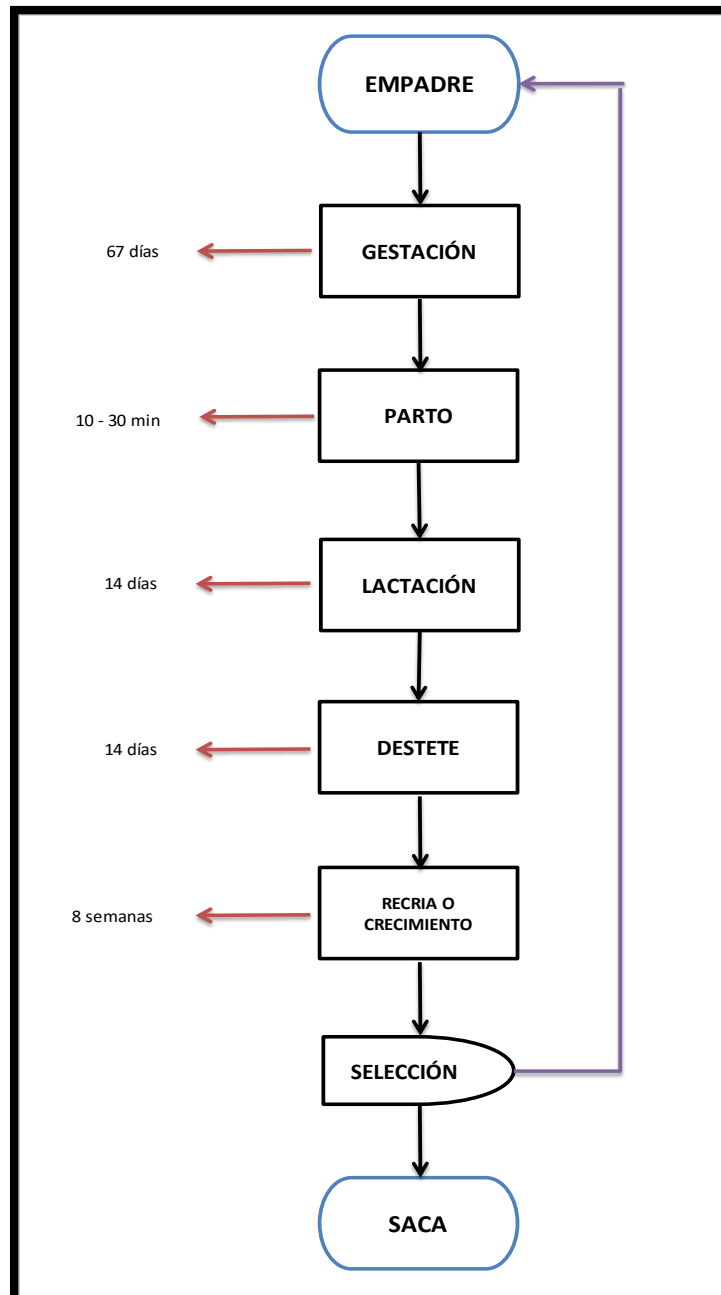 EMPADRE
67 días
GESTACIÓN
10 - 30 min
PARTO
14 días
LACTACIÓN
14 días
DESTETE
8 semanas
RECRIA O
CRECIMIENTO
SELECCIÓN
SACA